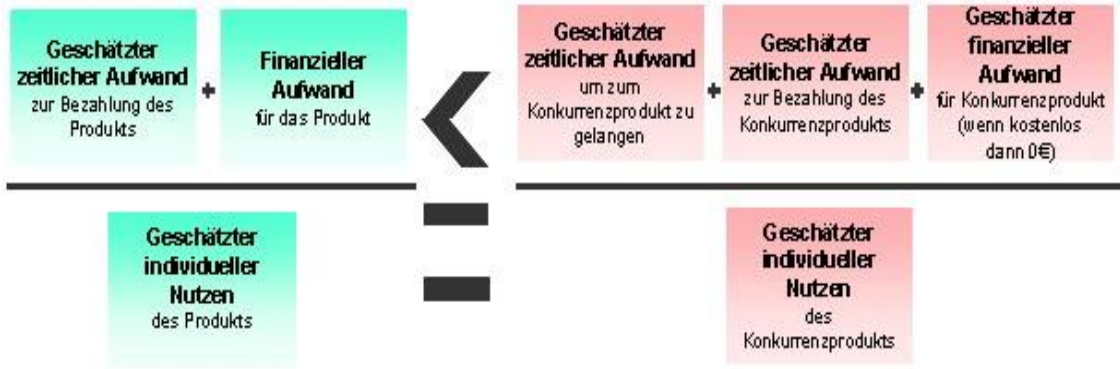 Geschätzter
zeitlicher Aufwand
zur Bezahlung des
Produkts
+
Finanzieller
Aufwand
für das Produkt
<
Geschätzter
zeitlicher Aufwand
um zum
Konkurrenzprodukt zu
gelangen
+
Geschätzter
zeitlicher Aufwand
zur Bezahlung des
Konkurrenzprodukts
+
Geschätzter
finanzieller
Aufwand
für Konkurrenzprodukt
(wenn kostenlos
dann 0€)
=
Geschätzter
individueller
Nutzen
des Produkts
Geschätzter
individueller
Nutzen
des
Konkurrenzprodukts